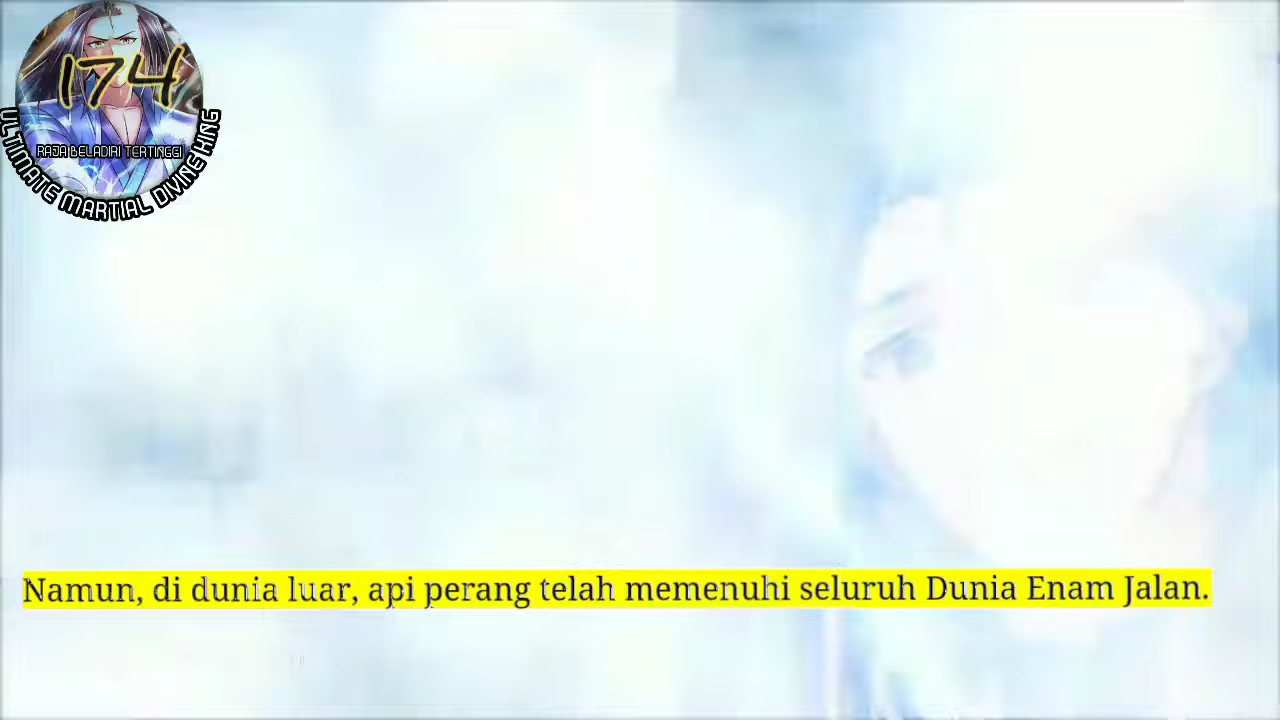 174
RAJA BELADIRI TERTINGGI
ULTIMATE MARTIAL DIVINE KING
Namun, di dunia luar, api perang telah memenuhi seluruh Dunia Enam Jalan.